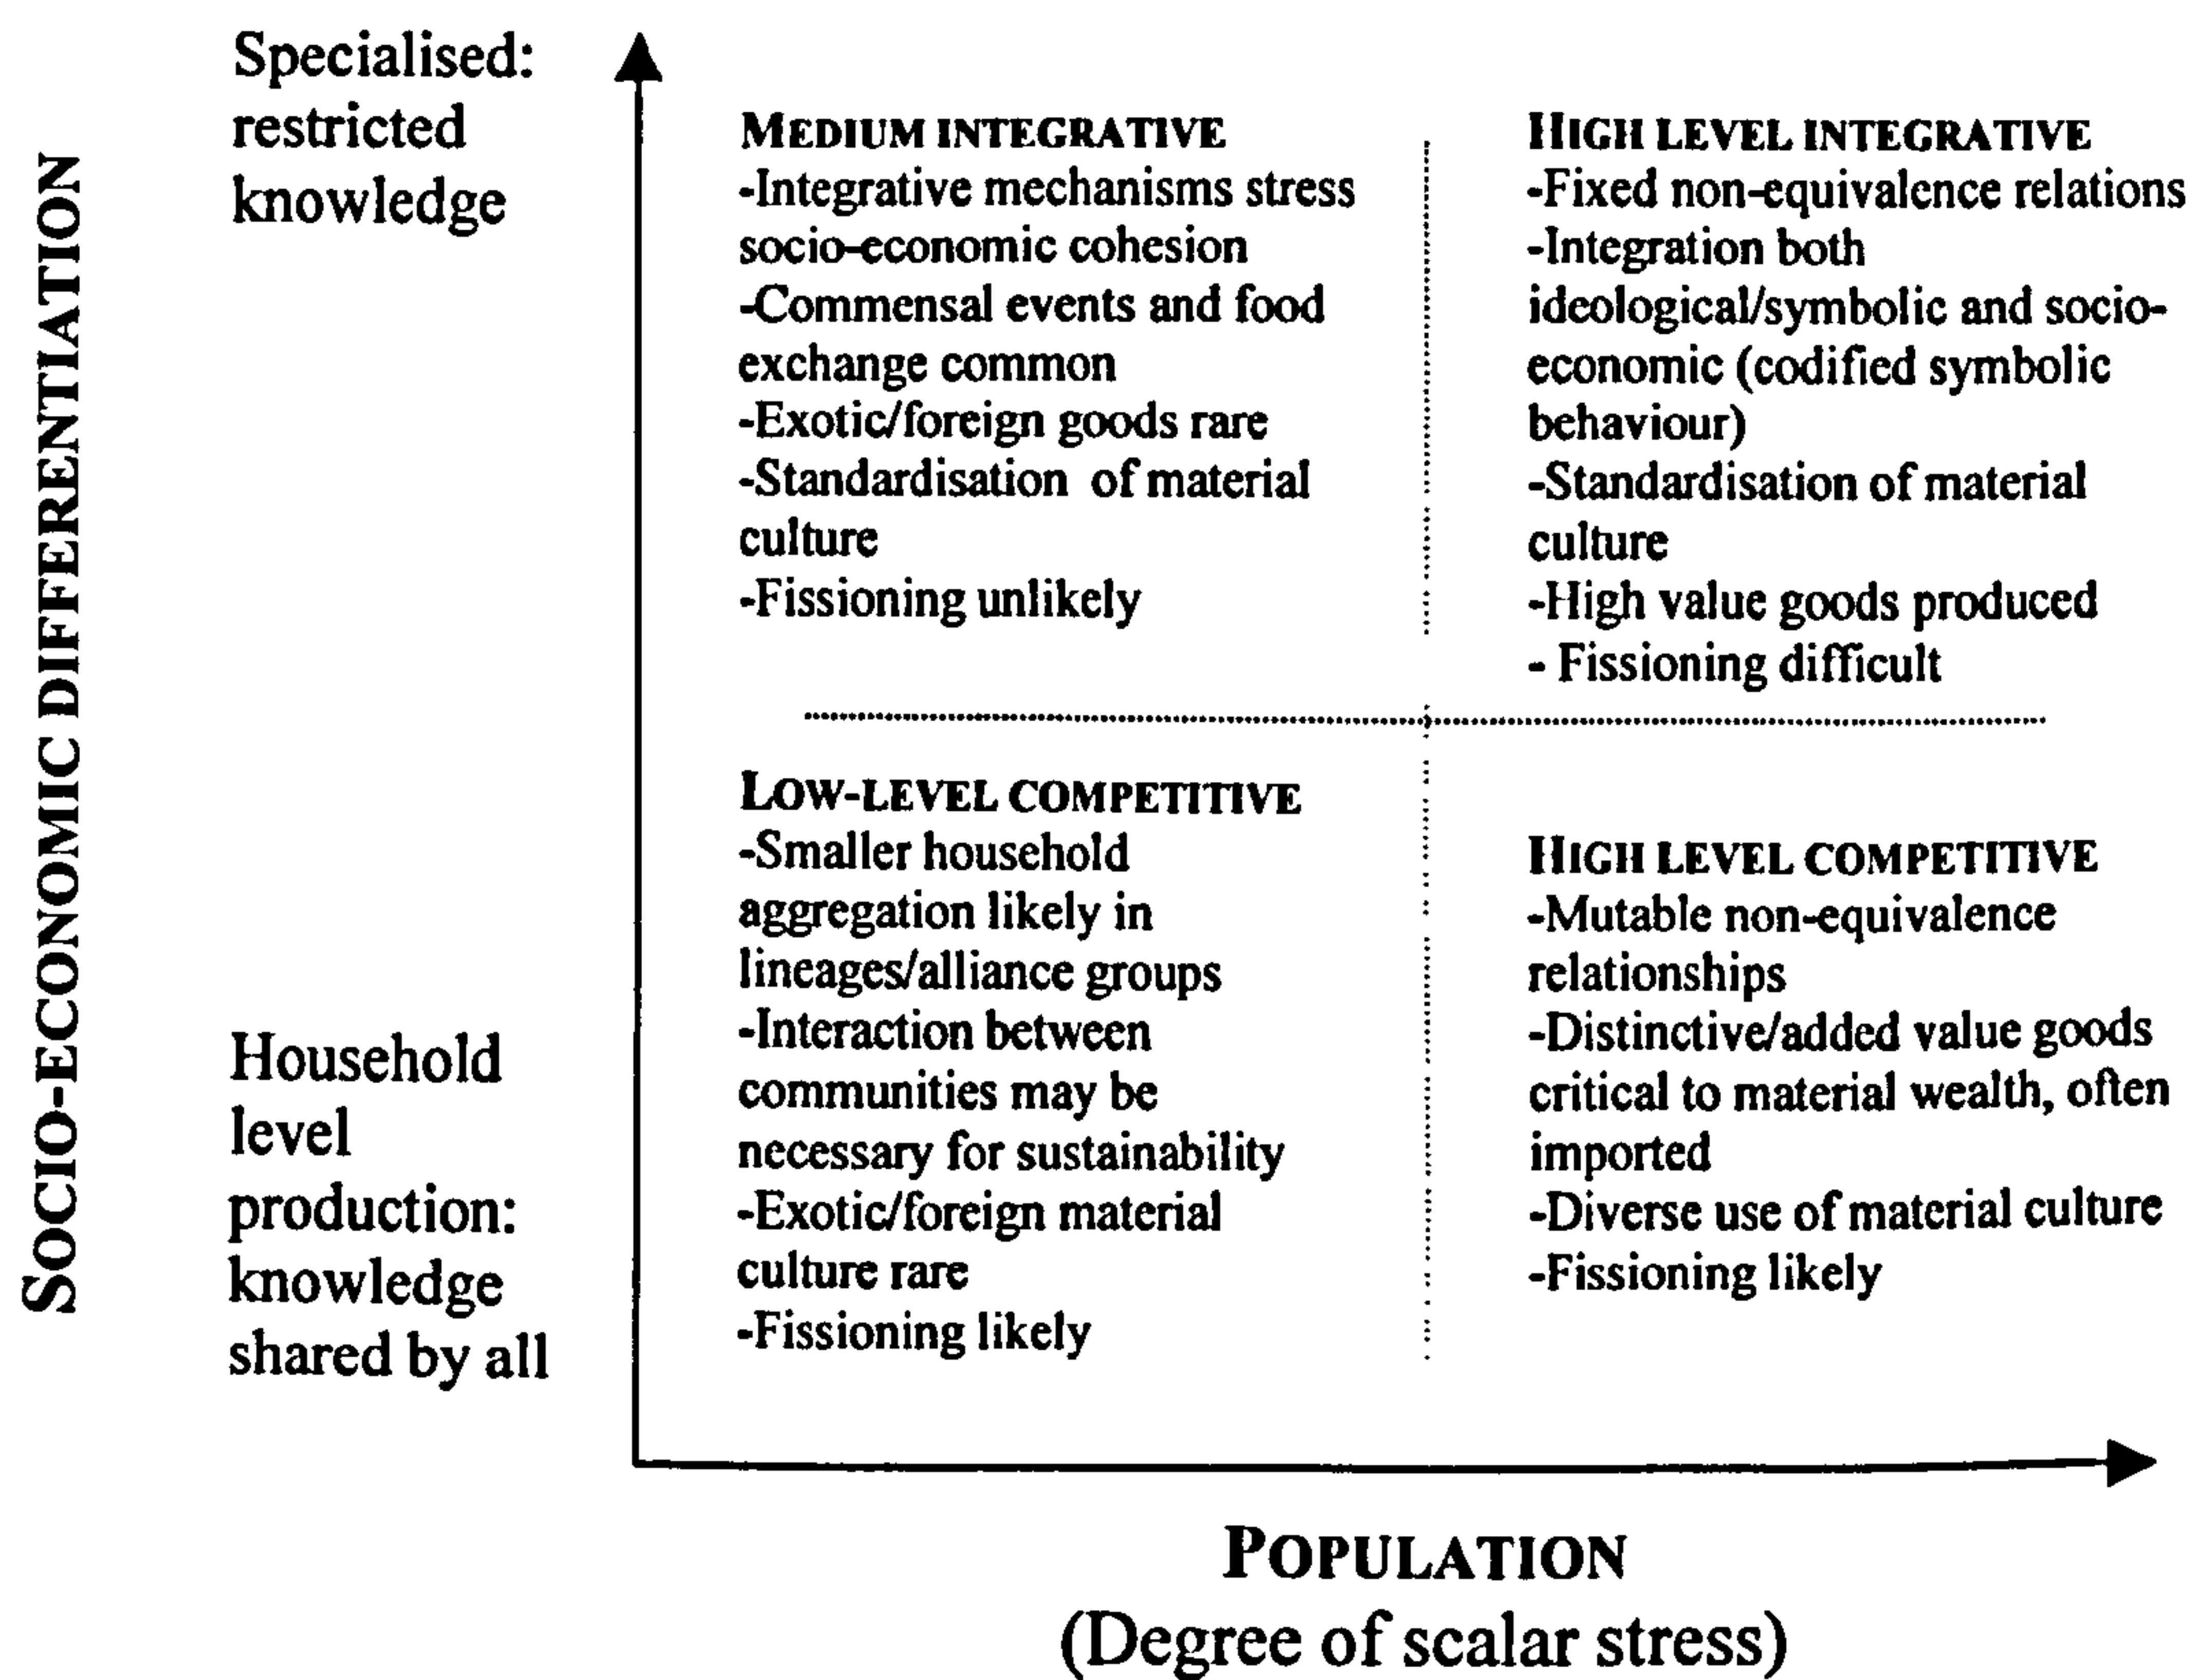 SOCIO-ECONOMIC DIFFERENTIATION
Specialised:
restricted
knowledge
Household
level
production:
knowledge
shared by all
MEDIUM INTEGRATIVE
-Integrative mechanisms stress
socio-economic cohesion
-Commensal events and food
exchange common
-Exotic/foreign goods rare
-Standardisation of material
culture
-Fissioning unlikely
HIGH LEVEL INTEGRATIVE
-Fixed non-equivalence relations
-Integration both
ideological/symbolic and socio-
economic (codified symbolic
behaviour)
-Standardisation of material
culture
-High value goods produced
- Fissioning difficult
LOW-LEVEL COMPETITIVE
-Smaller household
aggregation likely in
lineages/alliance groups
-Interaction between
communities may be
necessary for sustainability
-Exotic/foreign material
culture rare
-Fissioning likely
HIGH LEVEL COMPETITIVE
-Mutable non-equivalence
relationships
-Distinctive/added value goods
critical to material wealth, often
imported
-Diverse use of material culture
-Fissioning likely
POPULATION
(Degree of scalar stress)